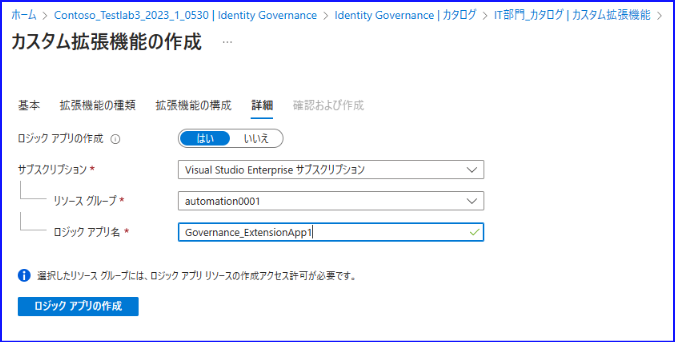 ホーム > Contoso_Testlab3_2023_1_0530 | Identity Governance > Identity Governance | カタログ > IT部門_カタログ | カスタム拡張機能 >
カスタム拡張機能の作成 …
基本 拡張機能の種類 拡張機能の構成 詳細 確認および作成
ロジック アプリの作成 はい いいえ
サブスクリプション * Visual Studio Enterprise サブスクリプション
リソース グループ * automation0001
ロジック アプリ名 * Governance_ExtensionApp1
選択したリソース グループには、ロジック アプリ リソースの作成アクセス許可が必要です。
ロジック アプリの作成